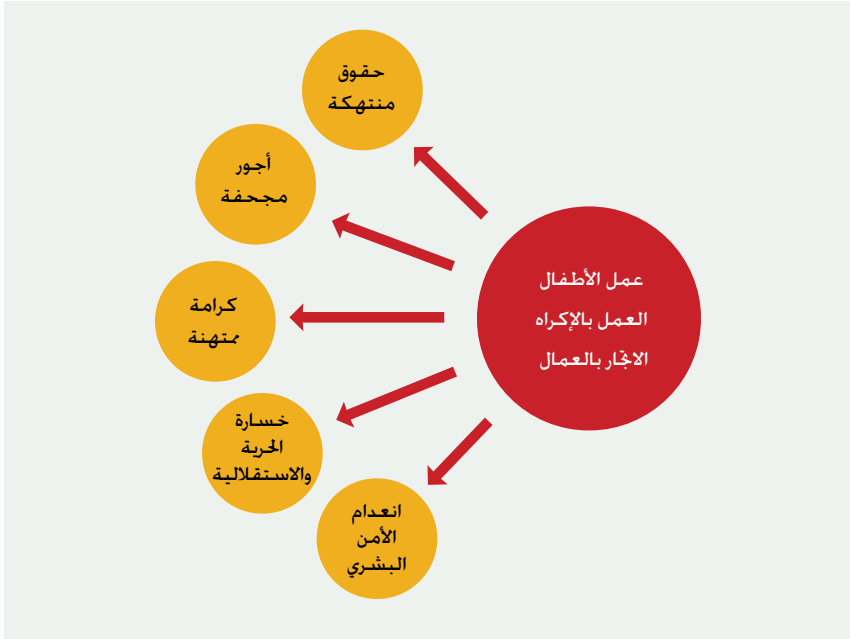 عمل الأطفال
العمل بالإكراه
الاتجار بالعمال
حقوق
منتهكة
أجور
مجحفة
كرامة
ممتهنة
خسارة
الحرية
والاستقلالية
انعدام
الأمن
البشري